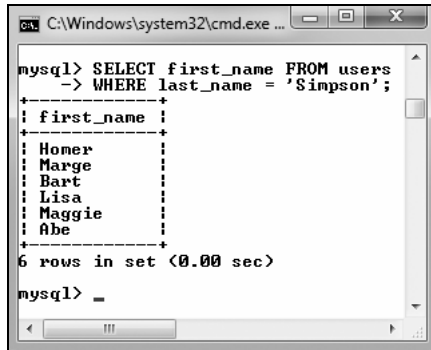 C:\Windows\system32\cmd.exe ...
mysql> SELECT first_name FROM users
    -> WHERE last_name = 'Simpson';
+------------+
| first_name |
+------------+
| Homer      |
| Marge      |
| Bart       |
| Lisa       |
| Maggie     |
| Abe        |
+------------+
6 rows in set (0.00 sec)
mysql> _